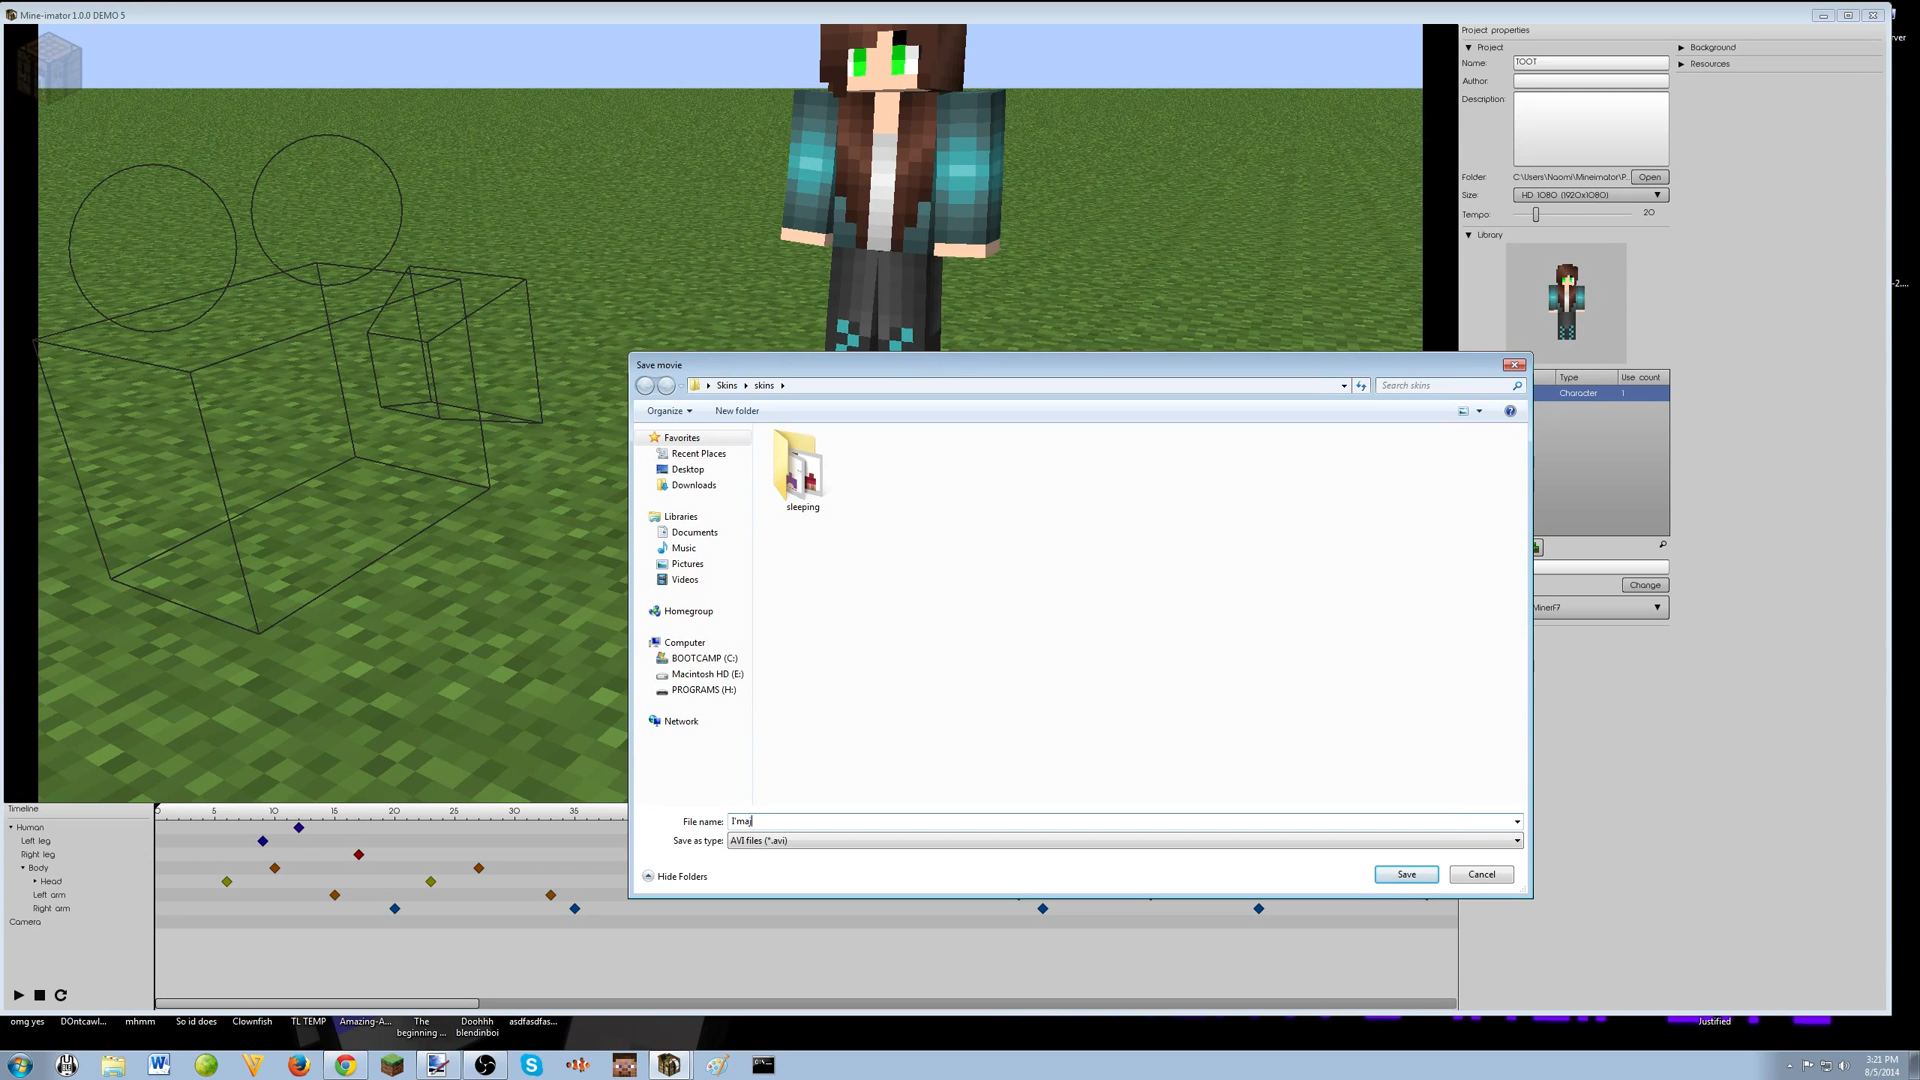 Mine-imator 1.0.0 DEMO 5
Project properties
Project
Background
Name:
TOOT
Resources
Author:
Description:
Folder:
C:\Users\Naomi\Mineimator\P...
Open
Size:
HD 1080 (1920x1080)
Tempo:
20
Library
Type
Use count
Character
1
Change
MinerF7
Save movie
Skins
skins
Search skins
Organize
New folder
Favorites
Recent Places
Desktop
Downloads
Libraries
Documents
Music
Pictures
Videos
Homegroup
Computer
BOOTCAMP (C:)
Macintosh HD (E:)
PROGRAMS (H:)
Network
sleeping
File name:
I'maj
Save as type:
AVI files (*.avi)
Hide Folders
Save
Cancel
Timeline
0 5 10 15 20 25 30 35
Human
Left leg
Right leg
Body
Head
Left arm
Right arm
Camera
omg yes
DOntcawl...
mhmm
So id does
Clownfish
TL TEMP
Amazing-A...
The beginning ...
Doohhh blendinboi
asdfasdfas...
Justified
3:21 PM
8/5/2014